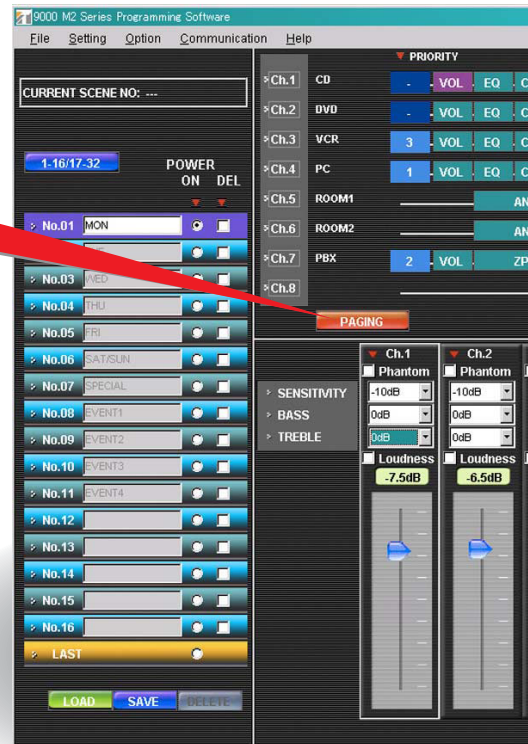 9000 M2 Series Programming Software
File Setting Option Communication Help
CURRENT SCENE NO: ---
1-16/17-32
POWER
ON DEL
No.01 MON
No.03 WED
No.04 THU
No.05 FRI
No.06 SAT/SUN
No.07 SPECIAL
No.08 EVENT1
No.09 EVENT2
No.10 EVENT3
No.11 EVENT4
No.12
No.13
No.14
No.15
No.16
LAST
LOAD SAVE DELETE
PRIORITY
Ch.1 CD - VOL EQ C
Ch.2 DVD - VOL EQ C
Ch.3 VCR 3 VOL EQ C
Ch.4 PC 1 VOL EQ C
Ch.5 ROOM1 AN
Ch.6 ROOM2 AN
Ch.7 PBX 2 VOL ZP
Ch.8
PAGING
Ch.1 Ch.2
Phantom Phantom
SENSITIVITY -10dB -10dB
BASS 0dB 0dB
TREBLE 0dB 0dB
Loudness Loudness
-7.5dB -6.5dB